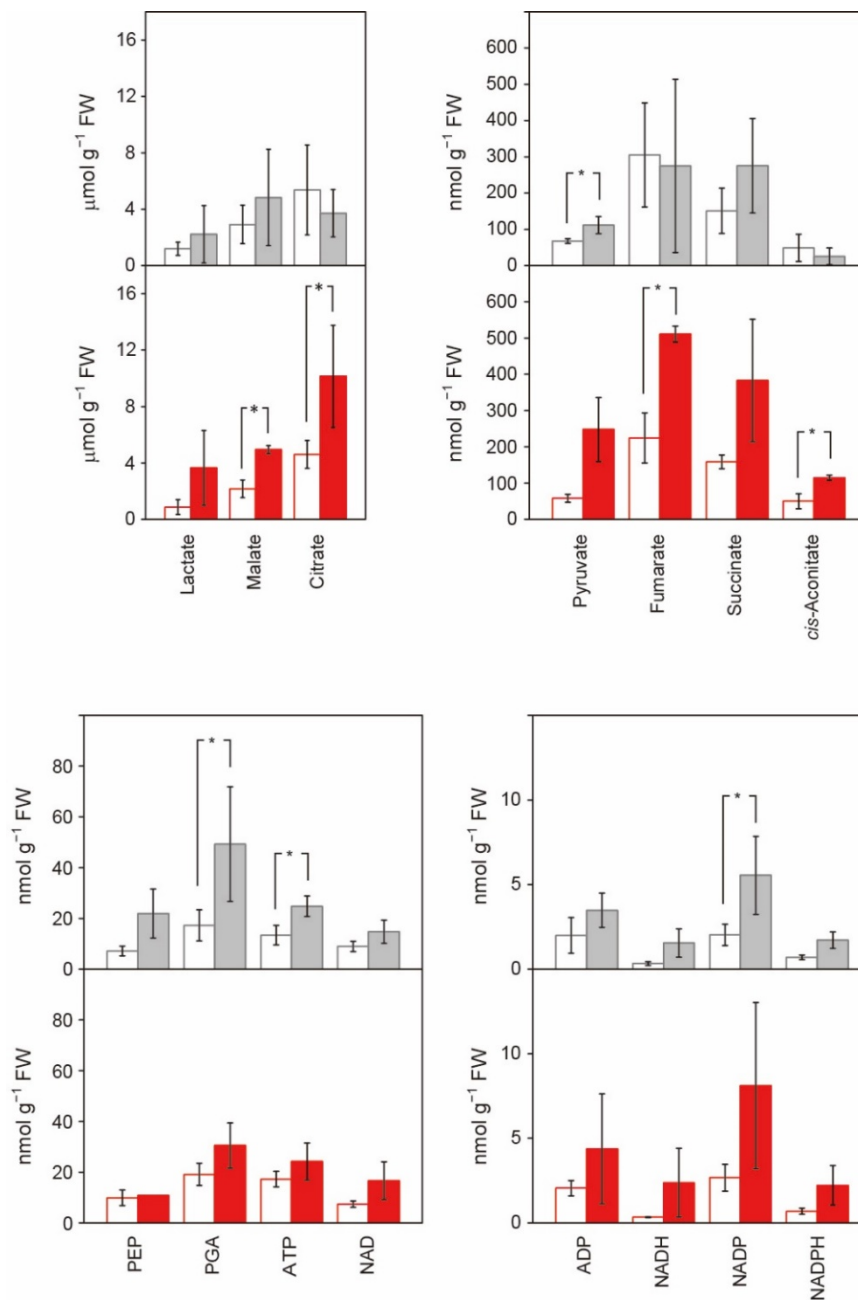 16
12
8
4
0
μmol g⁻¹ FW
16
12
8
4
0
μmol g⁻¹ FW
*
*
Lactate
Malate
Citrate
600
500
400
300
200
100
0
nmol g⁻¹ FW
*
600
500
400
300
200
100
0
nmol g⁻¹ FW
*
*
Pyruvate
Fumarate
Succinate
cis-Aconitate
80
60
40
20
0
nmol g⁻¹ FW
*
*
80
60
40
20
0
nmol g⁻¹ FW
PEP
PGA
ATP
NAD
10
5
0
nmol g⁻¹ FW
*
10
5
0
nmol g⁻¹ FW
ADP
NADH
NADP
NADPH